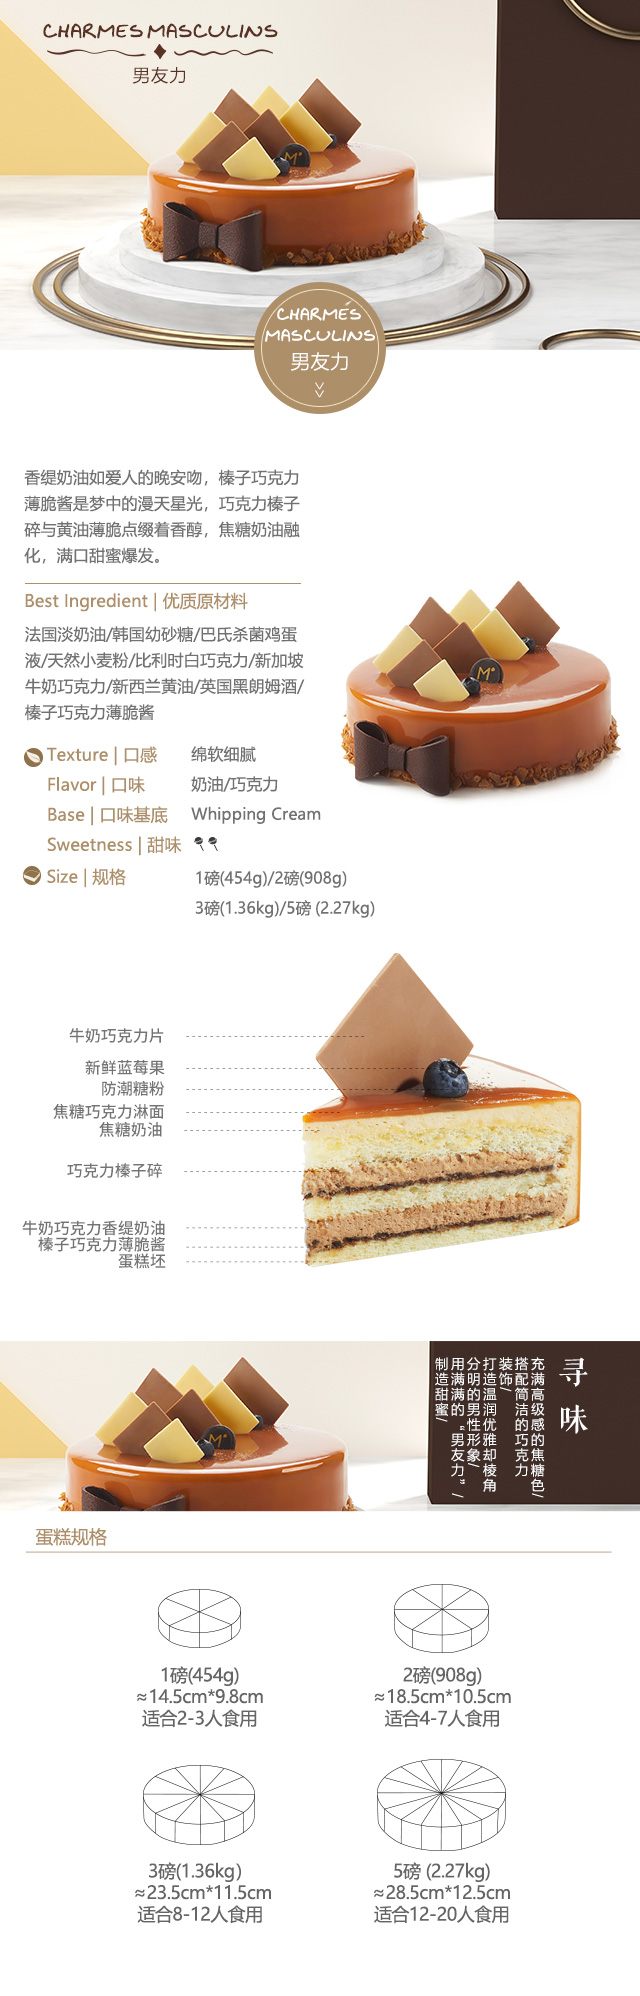 CHARMES MASCULINS
男友力
M
CHARMES
MASCULINS
男友力
香缇奶油如爱人的晚安吻，榛子巧克力
薄脆酱是梦中的漫天星光，巧克力榛子
碎与黄油薄脆点缀着香醇，焦糖奶油融
化，满口甜蜜爆发。
Best Ingredient | 优质原材料
法国淡奶油/韩国幼砂糖/巴氏杀菌鸡蛋
液/天然小麦粉/比利时白巧克力/新加坡
牛奶巧克力/新西兰黄油/英国黑朗姆酒/
榛子巧克力薄脆酱
M
Texture | 口感 绵软细腻
Flavor | 口味 奶油/巧克力
Base | 口味基底 Whipping Cream
Sweetness | 甜味
Size | 规格 1磅(454g)/2磅(908g)
3磅(1.36kg)/5磅 (2.27kg)
牛奶巧克力片
新鲜蓝莓果
防潮糖粉
焦糖巧克力淋面
焦糖奶油
巧克力榛子碎
牛奶巧克力香缇奶油
榛子巧克力薄脆酱
蛋糕坯
M
寻味
充满高级感的焦糖色/
搭配简洁的巧克力
装饰/
打造温润优雅却棱角
分明的男性形象/
用满满的“男友力”/
制造甜蜜/
蛋糕规格
1磅(454g)
≈14.5cm*9.8cm
适合2-3人食用
2磅(908g)
≈18.5cm*10.5cm
适合4-7人食用
3磅(1.36kg)
≈23.5cm*11.5cm
适合8-12人食用
5磅 (2.27kg)
≈28.5cm*12.5cm
适合12-20人食用